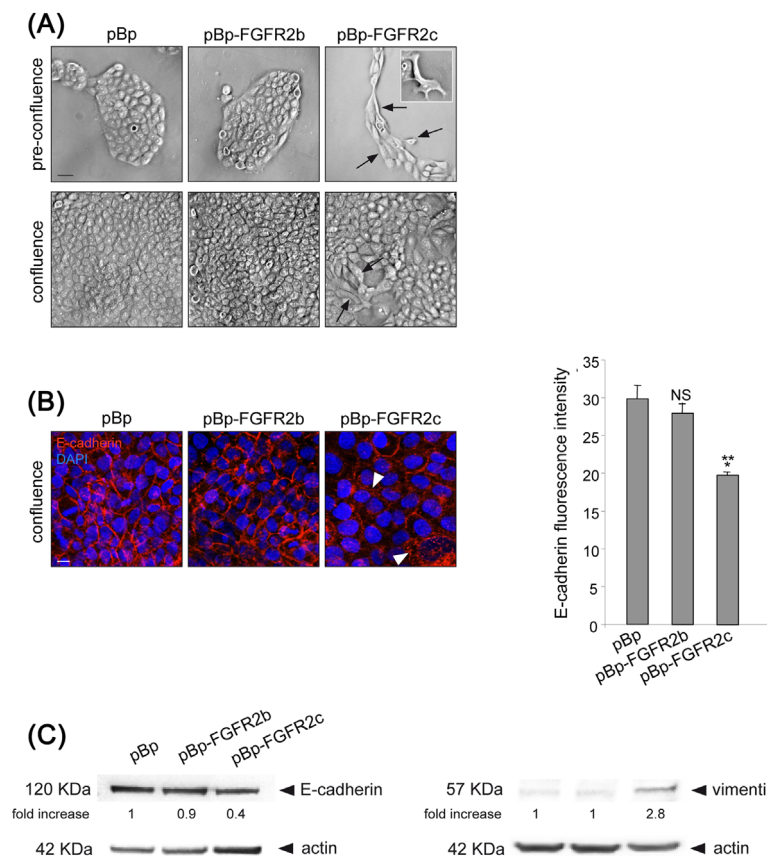 (A)
pBp pBp-FGFR2b pBp-FGFR2c
pre-confluence
confluence
(B)
pBp pBp-FGFR2b pBp-FGFR2c
E-cadherin
DAPI
confluence
E-cadherin fluorescence intensity
35
30
25
20
15
10
5
0
NS
**
*
pBp
pBp-FGFR2b
pBp-FGFR2c
(C)
pBp pBp-FGFR2b pBp-FGFR2c
120 KDa E-cadherin
fold increase 1 0.9 0.4
42 KDa actin
57 KDa vimenti
fold increase 1 1 2.8
42 KDa actin